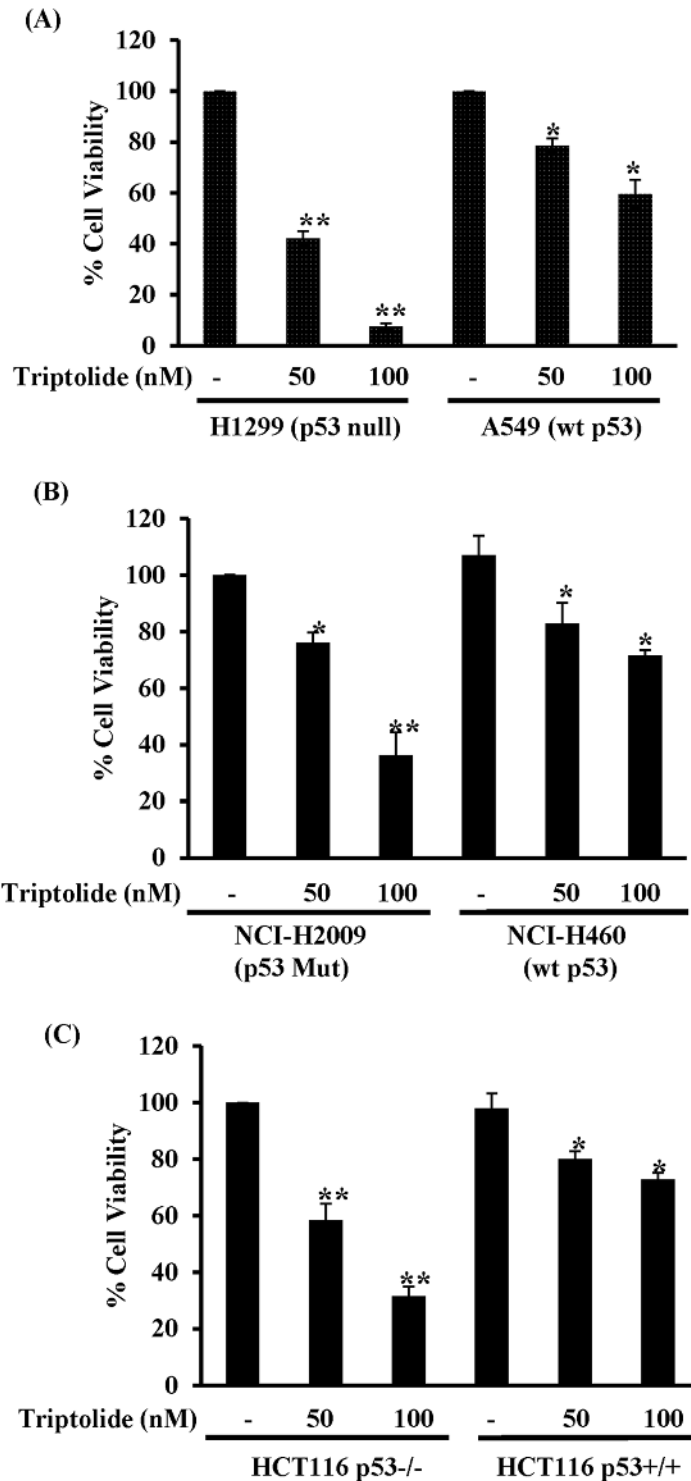 (A)
120
100
80
60
40
20
0
% Cell Viability
**
**
*
*
Triptolide (nM) - 50 100 - 50 100
H1299 (p53 null) A549 (wt p53)
(B)
120
100
80
60
40
20
0
% Cell Viability
*
**
*
*
Triptolide (nM) - 50 100 - 50 100
NCI-H2009 NCI-H460
(p53 Mut) (wt p53)
(C)
120
100
80
60
40
20
0
% Cell Viability
**
**
*
*
Triptolide (nM) - 50 100 - 50 100
HCT116 p53-/- HCT116 p53+/+